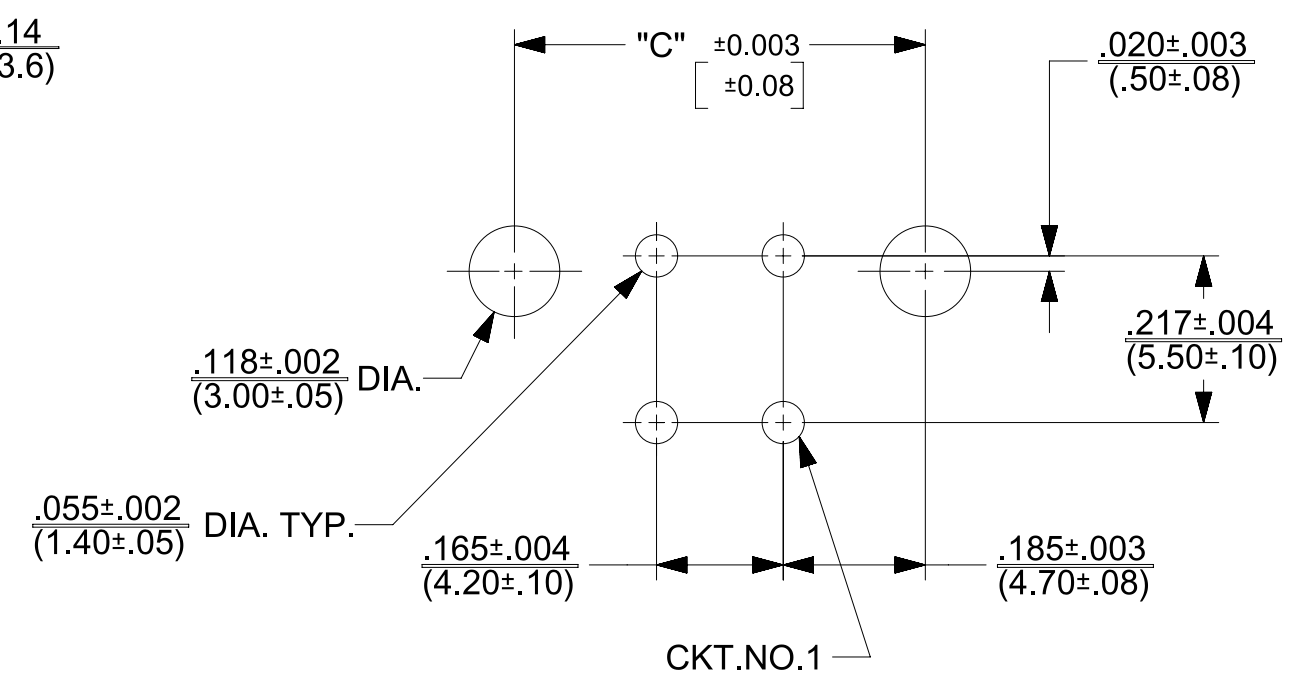 .14
3.6)
"C" ±0.003
[ ±0.08 ]
.020±.003
(.50±.08)
.217±.004
(5.50±.10)
.118±.002
(3.00±.05) DIA.
.055±.002
(1.40±.05) DIA. TYP.
.165±.004
(4.20±.10)
.185±.003
(4.70±.08)
CKT.NO.1